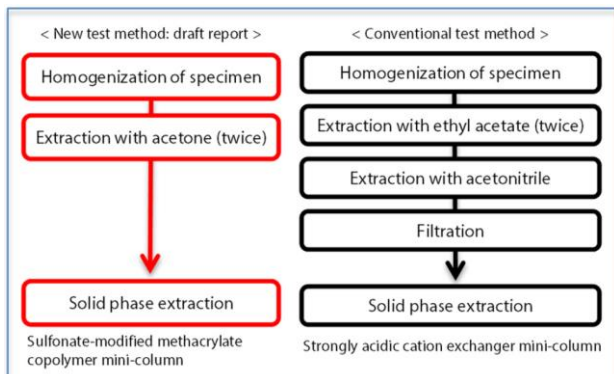 < New test method: draft report >
Homogenization of specimen
Extraction with acetone (twice)
Solid phase extraction
Sulfonate-modified methacrylate
copolymer mini-column
< Conventional test method >
Homogenization of specimen
Extraction with ethyl acetate (twice)
Extraction with acetonitrile
Filtration
Solid phase extraction
Strongly acidic cation exchanger mini-column